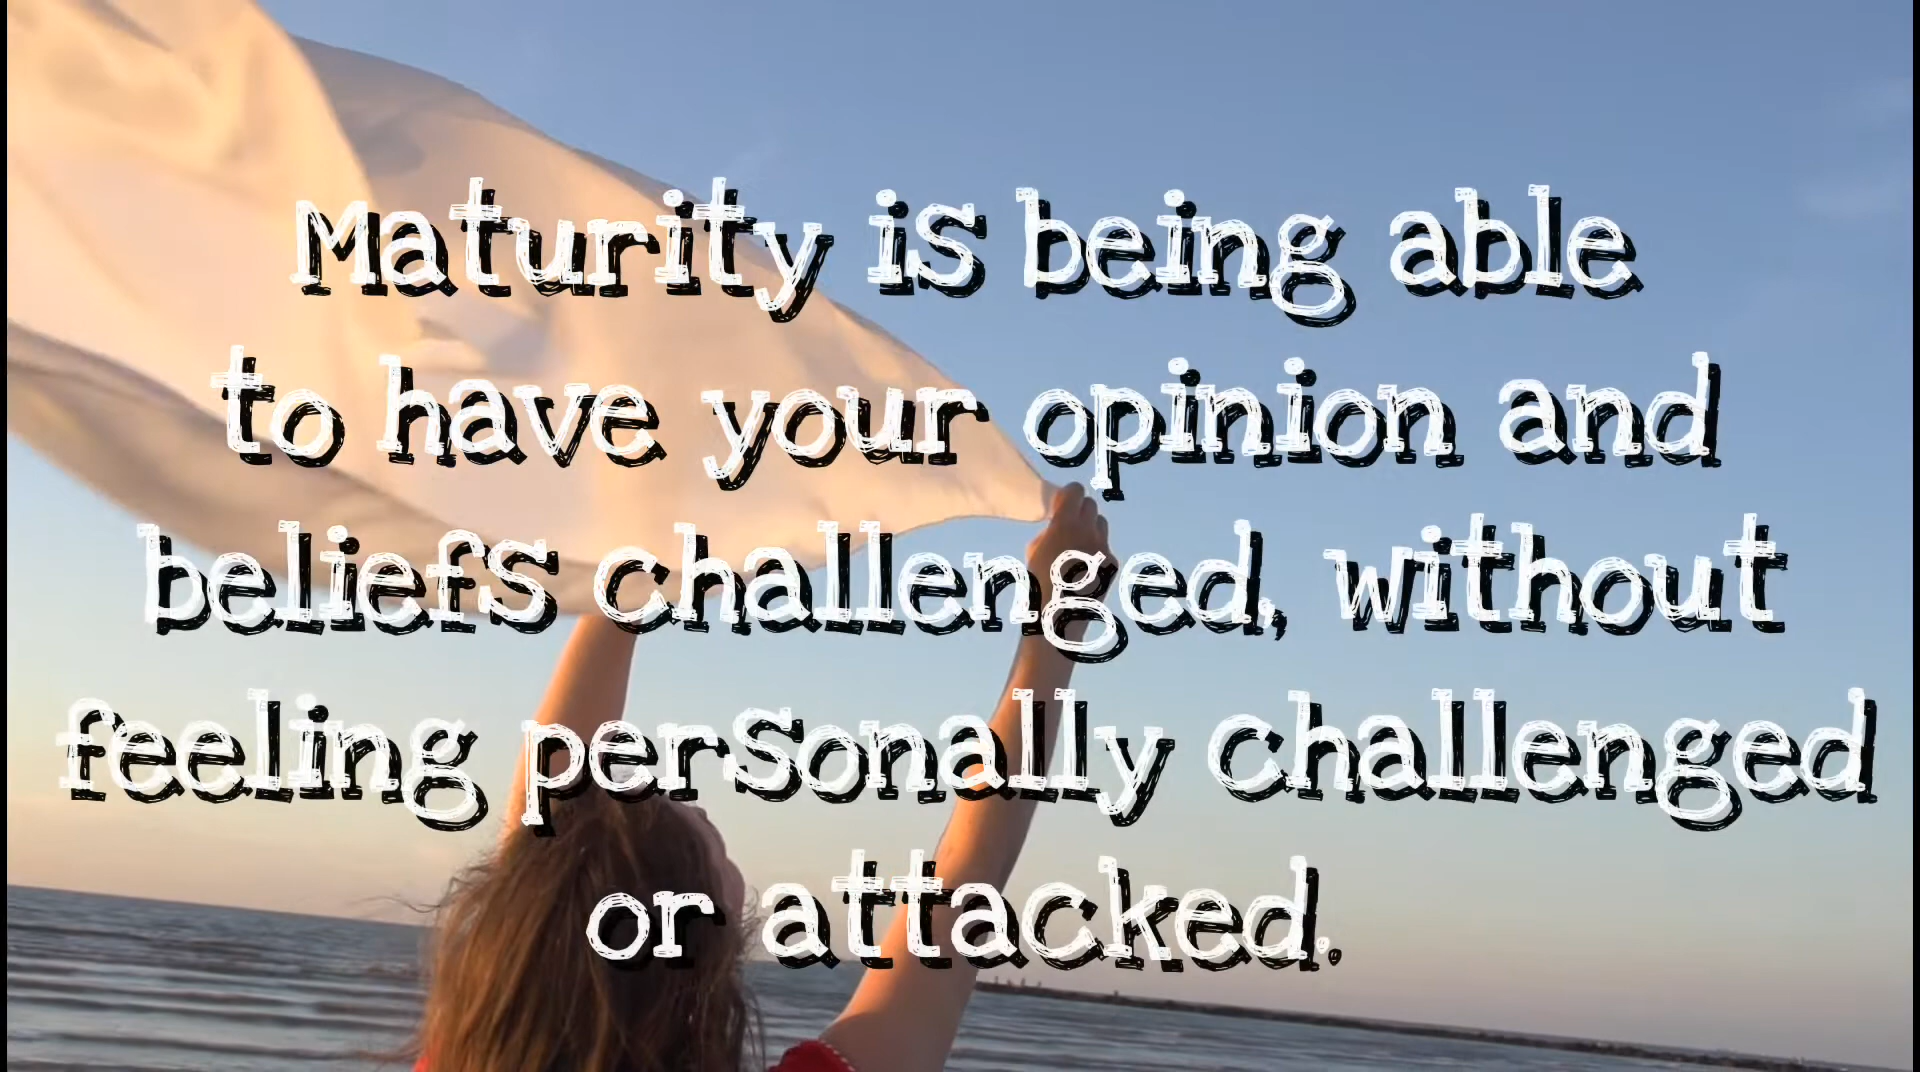 Maturity is being able
to have your opinion and
beliefs challenged, without
feeling personally challenged
or attacked.